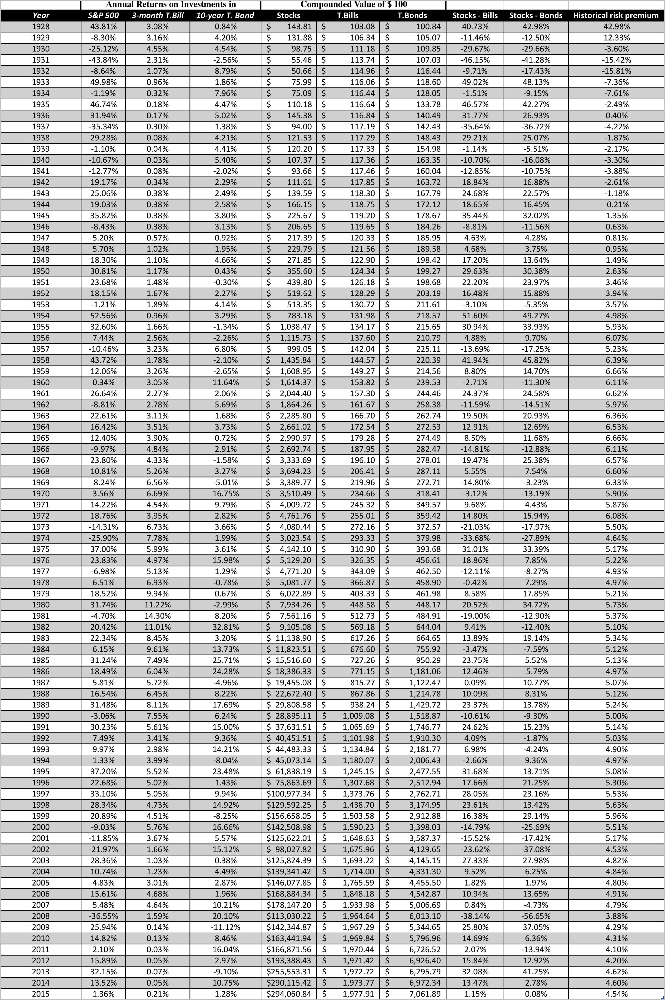 Annual Returns on Investments in Compounded Value of $ 100
Year S&P 500 3-month T.Bill 10-year T. Bond Stocks T.Bills T.Bonds Stocks - Bills Stocks - Bonds Historical risk premium
1928 43.81% 3.08% 0.84% $ 143.81 $ 103.08 $ 100.84 40.73% 42.98% 42.98%
1929 -8.30% 3.16% 4.20% $ 131.88 $ 106.34 $ 105.07 -11.46% -12.50% 12.33%
1930 -25.12% 4.55% 4.54% $ 98.75 $ 111.18 $ 109.85 -29.67% -29.66% -3.60%
1931 -43.84% 2.31% -2.56% $ 55.46 $ 113.74 $ 107.03 -46.15% -41.28% -15.42%
1932 -8.64% 1.07% 8.79% $ 50.66 $ 114.96 $ 116.44 -9.71% -17.43% -15.81%
1933 49.98% 0.96% 1.86% $ 75.99 $ 116.06 $ 118.60 49.02% 48.13% -7.36%
1934 -1.19% 0.32% 7.96% $ 75.09 $ 116.44 $ 128.05 -1.51% -9.15% -7.61%
1935 46.74% 0.18% 4.47% $ 110.18 $ 116.64 $ 133.78 46.57% 42.27% -2.49%
1936 31.94% 0.17% 5.02% $ 145.38 $ 116.84 $ 140.49 31.77% 26.93% 0.40%
1937 -35.34% 0.30% 1.38% $ 94.00 $ 117.19 $ 142.43 -35.64% -36.72% -4.22%
1938 29.28% 0.08% 4.21% $ 121.53 $ 117.29 $ 148.43 29.21% 25.07% -1.87%
1939 -1.10% 0.04% 4.41% $ 120.20 $ 117.33 $ 154.98 -1.14% -5.51% -2.17%
1940 -10.67% 0.03% 5.40% $ 107.37 $ 117.36 $ 163.35 -10.70% -16.08% -3.30%
1941 -12.77% 0.08% -2.02% $ 93.66 $ 117.46 $ 160.04 -12.85% -10.75% -3.88%
1942 19.17% 0.34% 2.29% $ 111.61 $ 117.85 $ 163.72 18.84% 16.88% -2.61%
1943 25.06% 0.38% 2.49% $ 139.59 $ 118.30 $ 167.79 24.68% 22.57% -1.18%
1944 19.03% 0.38% 2.58% $ 166.15 $ 118.75 $ 172.12 18.65% 16.45% -0.21%
1945 35.82% 0.38% 3.80% $ 225.67 $ 119.20 $ 178.67 35.44% 32.02% 1.35%
1946 -8.43% 0.38% 3.13% $ 206.65 $ 119.65 $ 184.26 -8.81% -11.56% 0.63%
1947 5.20% 0.57% 0.92% $ 217.39 $ 120.33 $ 185.95 4.63% 4.28% 0.81%
1948 5.70% 1.02% 1.95% $ 229.79 $ 121.56 $ 189.58 4.68% 3.75% 0.95%
1949 18.30% 1.10% 4.66% $ 271.85 $ 122.90 $ 198.42 17.20% 13.64% 1.49%
1950 30.81% 1.17% 0.43% $ 355.60 $ 124.34 $ 199.27 29.63% 30.38% 2.63%
1951 23.68% 1.48% -0.30% $ 439.80 $ 126.18 $ 198.68 22.20% 23.97% 3.46%
1952 18.15% 1.67% 2.27% $ 519.62 $ 128.29 $ 203.19 16.48% 15.88% 3.94%
1953 -1.21% 1.89% 4.14% $ 513.35 $ 130.72 $ 211.61 -3.10% -5.35% 3.57%
1954 52.56% 0.96% 3.29% $ 783.18 $ 131.98 $ 218.57 51.60% 49.27% 4.98%
1955 32.60% 1.66% -1.34% $ 1,038.47 $ 134.17 $ 215.65 30.94% 33.93% 5.93%
1956 7.44% 2.56% -2.26% $ 1,115.73 $ 137.60 $ 210.79 4.88% 9.70% 6.07%
1957 -10.46% 3.23% 6.80% $ 999.05 $ 142.04 $ 225.11 -13.69% -17.25% 5.23%
1958 43.72% 1.78% -2.10% $ 1,435.84 $ 144.57 $ 220.39 41.94% 45.82% 6.39%
1959 12.06% 3.26% -2.65% $ 1,608.95 $ 149.27 $ 214.56 8.80% 14.70% 6.66%
1960 0.34% 3.05% 11.64% $ 1,614.37 $ 153.82 $ 239.53 -2.71% -11.30% 6.11%
1961 26.64% 2.27% 2.06% $ 2,044.40 $ 157.30 $ 244.46 24.37% 24.58% 6.62%
1962 -8.81% 2.78% 5.69% $ 1,864.26 $ 161.67 $ 258.38 -11.59% -14.51% 5.97%
1963 22.61% 3.11% 1.68% $ 2,285.80 $ 166.70 $ 262.74 19.50% 20.93% 6.36%
1964 16.42% 3.51% 3.73% $ 2,661.02 $ 172.54 $ 272.53 12.91% 12.69% 6.53%
1965 12.40% 3.90% 0.72% $ 2,990.97 $ 179.28 $ 274.49 8.50% 11.68% 6.66%
1966 -9.97% 4.84% 2.91% $ 2,692.74 $ 187.95 $ 282.47 -14.81% -12.88% 6.11%
1967 23.80% 4.33% -1.58% $ 3,333.69 $ 196.10 $ 278.01 19.47% 25.38% 6.57%
1968 10.81% 5.26% 3.27% $ 3,694.23 $ 206.41 $ 287.11 5.55% 7.54% 6.60%
1969 -8.24% 6.56% -5.01% $ 3,389.77 $ 219.96 $ 272.71 -14.80% -3.23% 6.33%
1970 3.56% 6.69% 16.75% $ 3,510.49 $ 234.66 $ 318.41 -3.12% -13.19% 5.90%
1971 14.22% 4.54% 9.79% $ 4,009.72 $ 245.32 $ 349.57 9.68% 4.43% 5.87%
1972 18.76% 3.95% 2.82% $ 4,761.76 $ 255.01 $ 359.42 14.80% 15.94% 6.08%
1973 -14.31% 6.73% 3.66% $ 4,080.44 $ 272.16 $ 372.57 -21.03% -17.97% 5.50%
1974 -25.90% 7.78% 1.99% $ 3,023.54 $ 293.33 $ 379.98 -33.68% -27.89% 4.64%
1975 37.00% 5.99% 3.61% $ 4,142.10 $ 310.90 $ 393.68 31.01% 33.39% 5.17%
1976 23.83% 4.97% 15.98% $ 5,129.20 $ 326.35 $ 456.61 18.86% 7.85% 5.22%
1977 -6.98% 5.13% 1.29% $ 4,771.20 $ 343.09 $ 462.50 -12.11% -8.27% 4.93%
1978 6.51% 6.93% -0.78% $ 5,081.77 $ 366.87 $ 458.90 -0.42% 7.29% 4.97%
1979 18.52% 9.94% 0.67% $ 6,022.89 $ 403.33 $ 461.98 8.58% 17.85% 5.21%
1980 31.74% 11.22% -2.99% $ 7,934.26 $ 448.58 $ 448.17 20.52% 34.72% 5.73%
1981 -4.70% 14.30% 8.20% $ 7,561.16 $ 512.73 $ 484.91 -19.00% -12.90% 5.37%
1982 20.42% 11.01% 32.81% $ 9,105.08 $ 569.18 $ 644.04 9.41% -12.40% 5.10%
1983 22.34% 8.45% 3.20% $ 11,138.90 $ 617.26 $ 664.65 13.89% 19.14% 5.34%
1984 6.15% 9.61% 13.73% $ 11,823.51 $ 676.60 $ 755.92 -3.47% -7.59% 5.12%
1985 31.24% 7.49% 25.71% $ 15,516.60 $ 727.26 $ 950.29 23.75% 5.52% 5.13%
1986 18.49% 6.04% 24.28% $ 18,386.33 $ 771.15 $ 1,181.06 12.46% -5.79% 4.97%
1987 5.81% 5.72% -4.96% $ 19,455.08 $ 815.27 $ 1,122.47 0.09% 10.77% 5.07%
1988 16.54% 6.45% 8.22% $ 22,672.40 $ 867.86 $ 1,214.78 10.09% 8.31% 5.12%
1989 31.48% 8.11% 17.69% $ 29,808.58 $ 938.24 $ 1,429.72 23.37% 13.78% 5.24%
1990 -3.06% 7.55% 6.24% $ 28,895.11 $ 1,009.08 $ 1,518.87 -10.61% -9.30% 5.00%
1991 30.23% 5.61% 15.00% $ 37,631.51 $ 1,065.69 $ 1,746.77 24.62% 15.23% 5.14%
1992 7.49% 3.41% 9.36% $ 40,451.51 $ 1,101.98 $ 1,910.30 4.09% -1.87% 5.03%
1993 9.97% 2.98% 14.21% $ 44,483.33 $ 1,134.84 $ 2,181.77 6.98% -4.24% 4.90%
1994 1.33% 3.99% -8.04% $ 45,073.14 $ 1,180.07 $ 2,006.43 -2.66% 9.36% 4.97%
1995 37.20% 5.52% 23.48% $ 61,838.19 $ 1,245.15 $ 2,477.55 31.68% 13.71% 5.08%
1996 22.68% 5.02% 1.43% $ 75,863.69 $ 1,307.68 $ 2,512.94 17.66% 21.25% 5.30%
1997 33.10% 5.05% 9.94% $100,977.34 $ 1,373.76 $ 2,762.71 28.05% 23.16% 5.53%
1998 28.34% 4.73% 14.92% $129,592.25 $ 1,438.70 $ 3,174.95 23.61% 13.42% 5.63%
1999 20.89% 4.51% -8.25% $156,658.05 $ 1,503.58 $ 2,912.88 16.38% 29.14% 5.96%
2000 -9.03% 5.76% 16.66% $142,508.98 $ 1,590.23 $ 3,398.03 -14.79% -25.69% 5.51%
2001 -11.85% 3.67% 5.57% $125,622.01 $ 1,648.63 $ 3,587.37 -15.52% -17.42% 5.17%
2002 -21.97% 1.66% 15.12% $ 98,027.82 $ 1,675.96 $ 4,129.65 -23.62% -37.08% 4.53%
2003 28.36% 1.03% 0.38% $125,824.39 $ 1,693.22 $ 4,145.15 27.33% 27.98% 4.82%
2004 10.74% 1.23% 4.49% $139,341.42 $ 1,714.00 $ 4,331.30 9.52% 6.25% 4.84%
2005 4.83% 3.01% 2.87% $146,077.85 $ 1,765.59 $ 4,455.50 1.82% 1.97% 4.80%
2006 15.61% 4.68% 1.96% $168,884.34 $ 1,848.18 $ 4,542.87 10.94% 13.65% 4.91%
2007 5.48% 4.64% 10.21% $178,147.20 $ 1,933.98 $ 5,006.69 0.84% -4.73% 4.79%
2008 -36.55% 1.59% 20.10% $113,030.22 $ 1,964.64 $ 6,013.10 -38.14% -56.65% 3.88%
2009 25.94% 0.14% -11.12% $142,344.87 $ 1,967.29 $ 5,344.65 25.80% 37.05% 4.29%
2010 14.82% 0.13% 8.46% $163,441.94 $ 1,969.84 $ 5,796.96 14.69% 6.36% 4.31%
2011 2.10% 0.03% 16.04% $166,871.56 $ 1,970.44 $ 6,726.52 2.07% -13.94% 4.10%
2012 15.89% 0.05% 2.97% $193,388.43 $ 1,971.42 $ 6,926.40 15.84% 12.92% 4.20%
2013 32.15% 0.07% -9.10% $255,553.31 $ 1,972.72 $ 6,295.79 32.08% 41.25% 4.62%
2014 13.52% 0.05% 10.75% $290,115.42 $ 1,973.77 $ 6,972.34 13.47% 2.78% 4.60%
2015 1.36% 0.21% 1.28% $294,060.84 $ 1,977.91 $ 7,061.89 1.15% 0.08% 4.54%